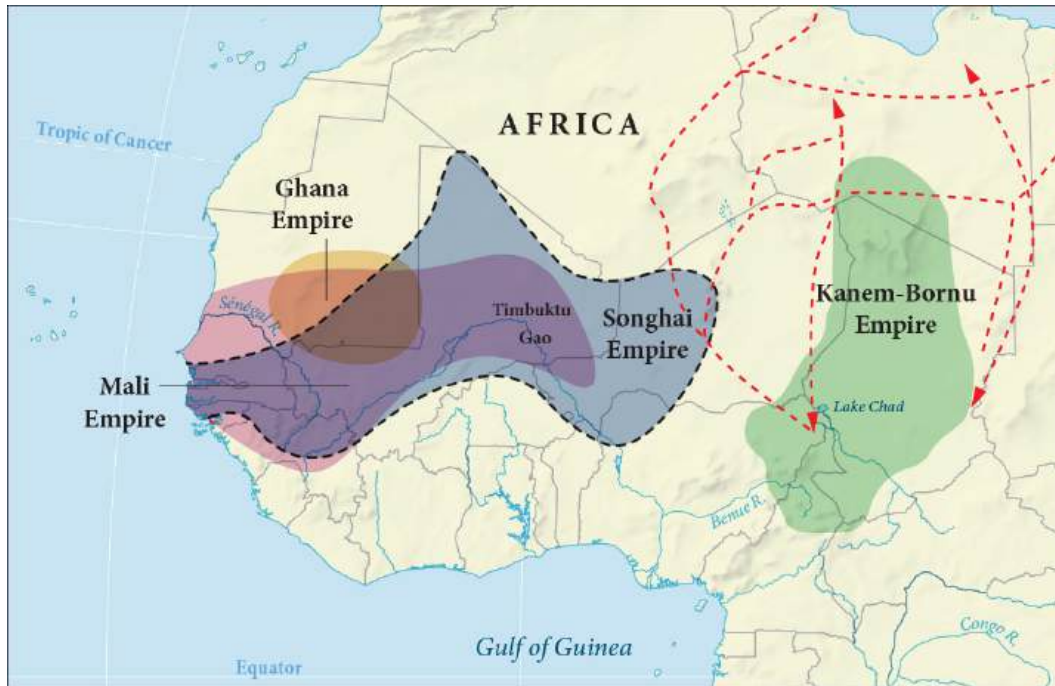 Tropic of Cancer
AFRICA
Ghana
Empire
Sénégal R.
Timbuktu
Gao
Songhai
Empire
Kanem-Bornu
Empire
Mali
Empire
Lake Chad
Benue R.
Gulf of Guinea
Congo R.
Equator